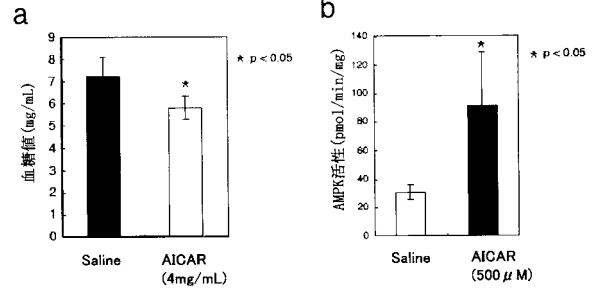 a
血糖値(mg/mL)
9
8
7
6
5
4
3
2
1
0
*
* p<0.05
Saline
AICAR
(4mg/mL)
b
AMPK活性(pmol/min/mg)
140
120
100
80
60
40
20
0
*
* p<0.05
Saline
AICAR
(500μM)